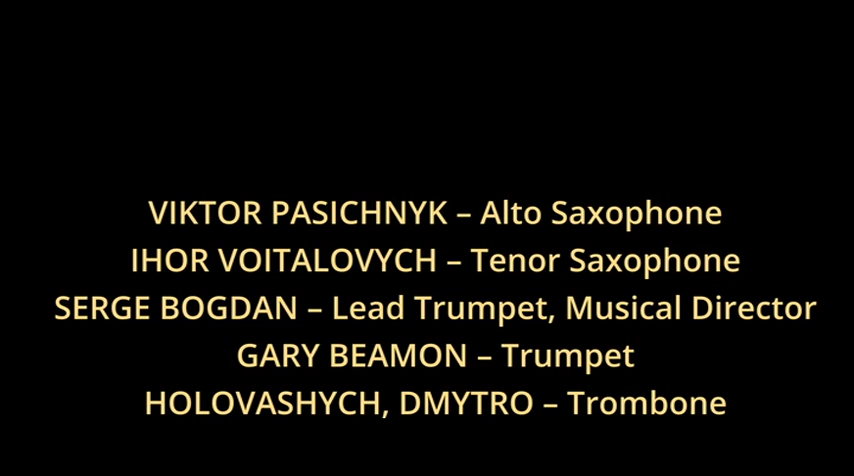 VIKTOR PASICHNYK – Alto Saxophone
IHOR VOITALOVYCH – Tenor Saxophone
SERGE BOGDAN – Lead Trumpet, Musical Director
GARY BEAMON – Trumpet
HOLOVASHYCH, DMYTRO – Trombone